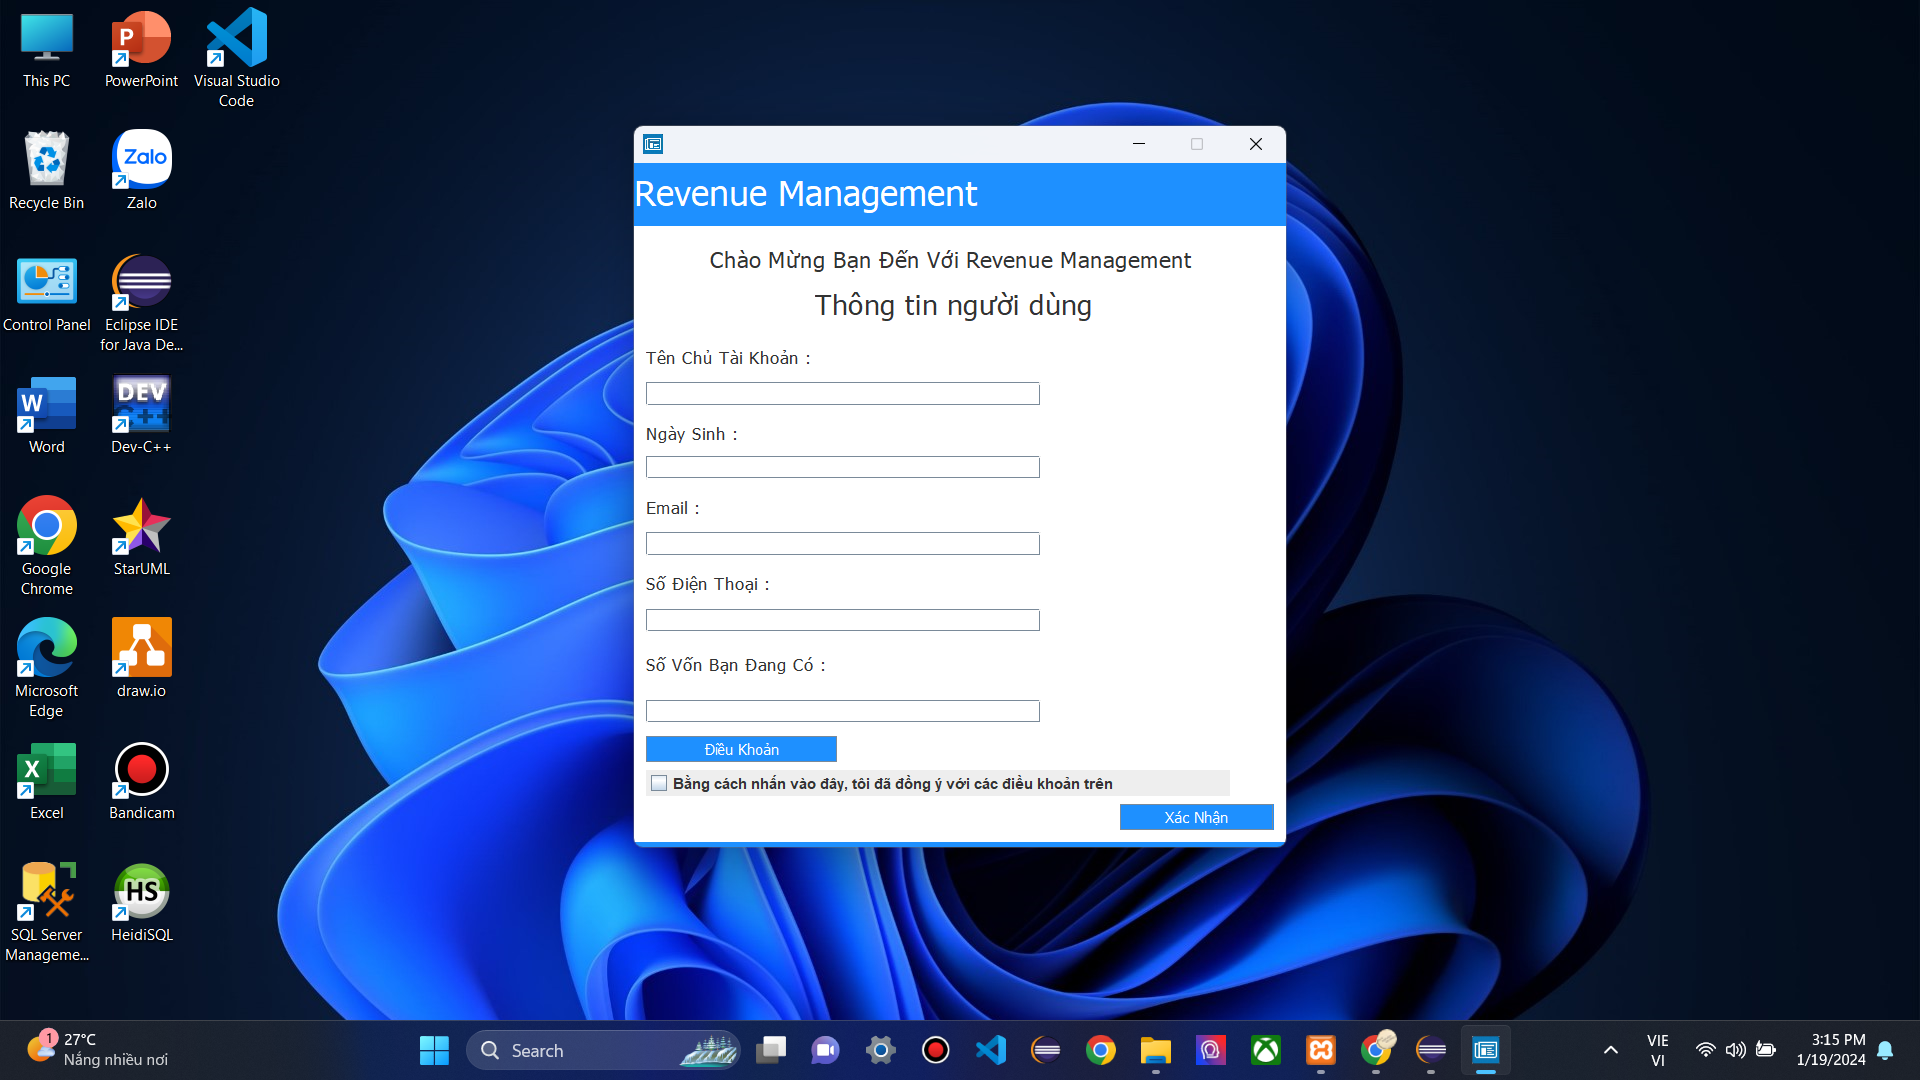 This PC
PowerPoint
Visual Studio
Code
Zalo
Recycle Bin
Zalo
Control Panel
Eclipse IDE
for Java De...
Word
DEV
C++
Dev-C++
Google
Chrome
StarUML
Microsoft
Edge
draw.io
Excel
Bandicam
HS
SQL Server
Manageme...
HeidiSQL
Revenue Management
Chào Mừng Bạn Đến Với Revenue Management
Thông tin người dùng
Tên Chủ Tài Khoản :
Ngày Sinh :
Email :
Số Điện Thoại :
Số Vốn Bạn Đang Có :
Điều Khoản
Bằng cách nhấn vào đây, tôi đã đồng ý với các điều khoản trên
Xác Nhận
1
27°C
Nắng nhiều nơi
Search
VIE
VI
3:15 PM
1/19/2024